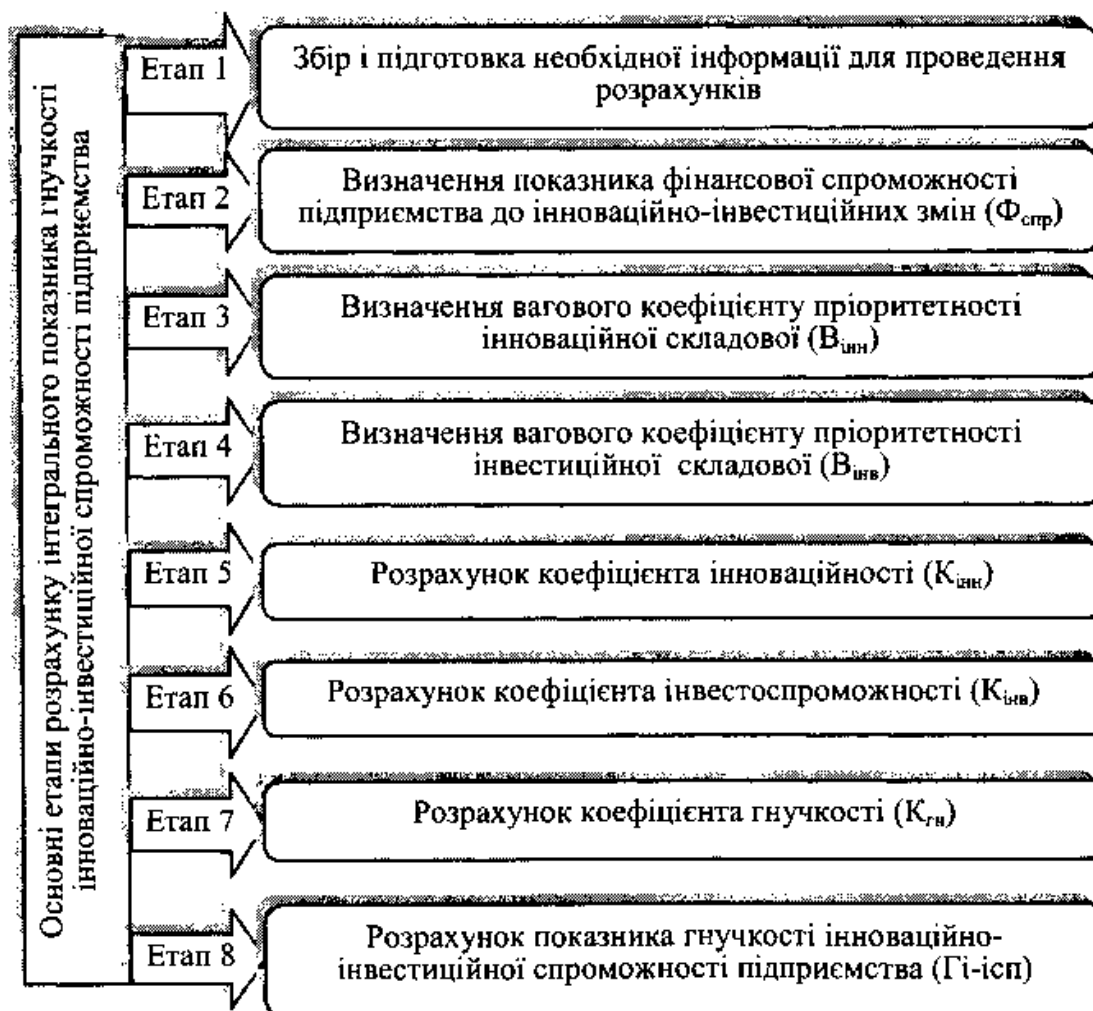 Основні етапи розрахунку інтегрального показника гнучкості
інноваційно-інвестиційної спроможності підприємства
Етап 1
Збір і підготовка необхідної інформації для проведення
розрахунків
Етап 2
Визначення показника фінансової спроможності
підприємства до інноваційно-інвестиційних змін (Фспр)
Етап 3
Визначення вагового коефіцієнту пріоритетності
інноваційної складової (Вінн)
Етап 4
Визначення вагового коефіцієнту пріоритетності
інвестиційної складової (Вінв)
Етап 5
Розрахунок коефіцієнта інноваційності (Кінн)
Етап 6
Розрахунок коефіцієнта інвестоспроможності (Кінв)
Етап 7
Розрахунок коефіцієнта гнучкості (Кгн)
Етап 8
Розрахунок показника гнучкості інноваційно-
інвестиційної спроможності підприємства (Гі-ісп)